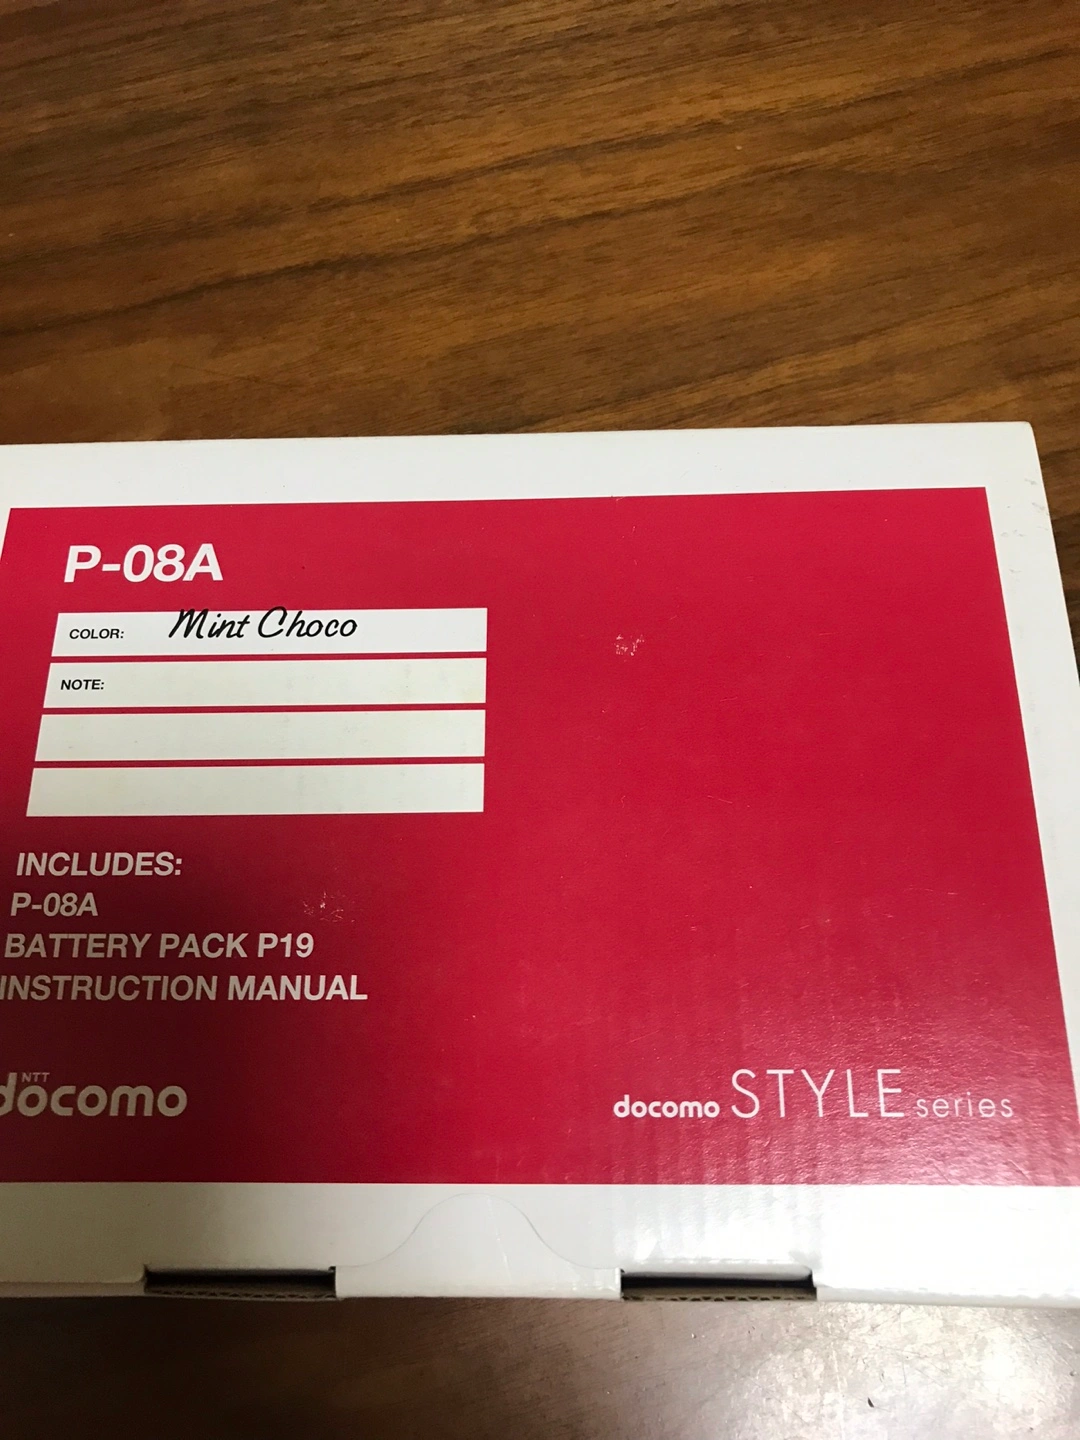 P-08A
COLOR: Mint Choco
NOTE:
INCLUDES:
P-08A
BATTERY PACK P19
INSTRUCTION MANUAL
NTT
docomo
docomo STYLE series